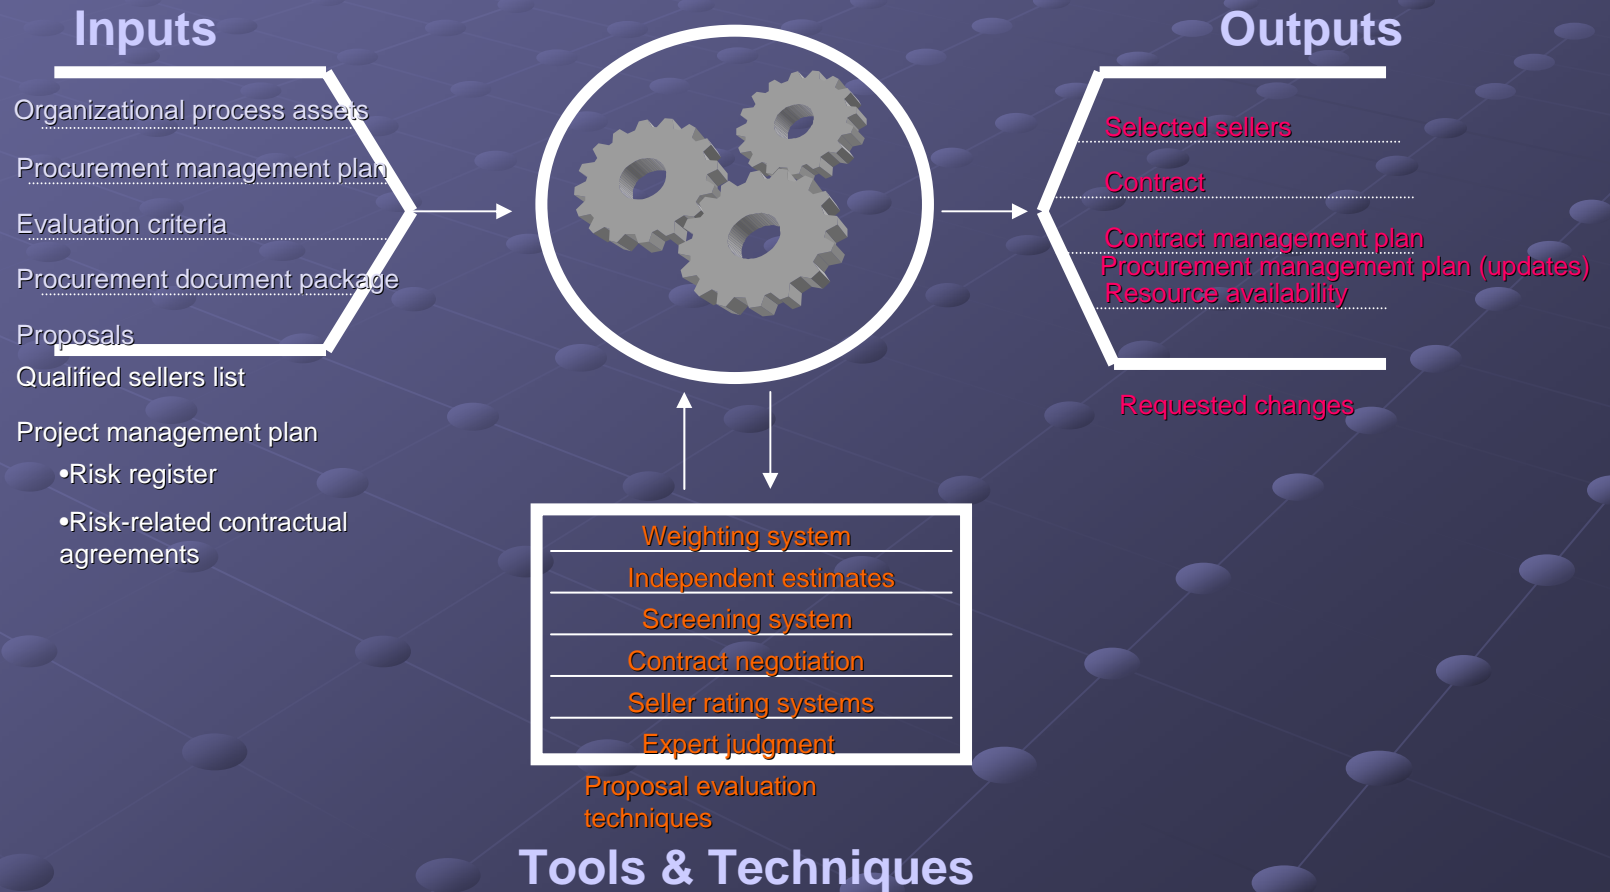 Inputs
Organizational process assets
Procurement management plan
Evaluation criteria
Procurement document package
Proposals
Qualified sellers list
Project management plan
•Risk register
•Risk-related contractual
agreements
Outputs
Selected sellers
Contract
Contract management plan
Procurement management plan (updates)
Resource availability
Requested changes
Weighting system
Independent estimates
Screening system
Contract negotiation
Seller rating systems
Expert judgment
Proposal evaluation
techniques
Tools & Techniques